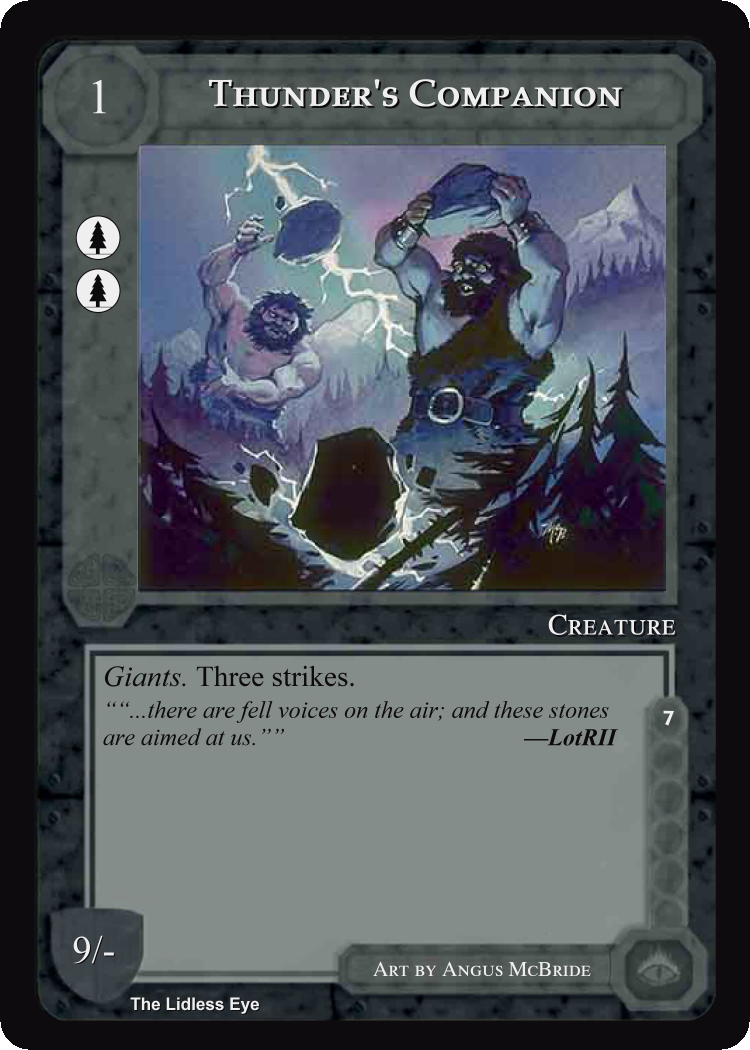 1
THUNDER'S COMPANION
CREATURE
Giants. Three strikes.
““...there are fell voices on the air; and these stones
are aimed at us.”” —LotRII
7
9/-
ART BY ANGUS MCBRIDE
The Lidless Eye